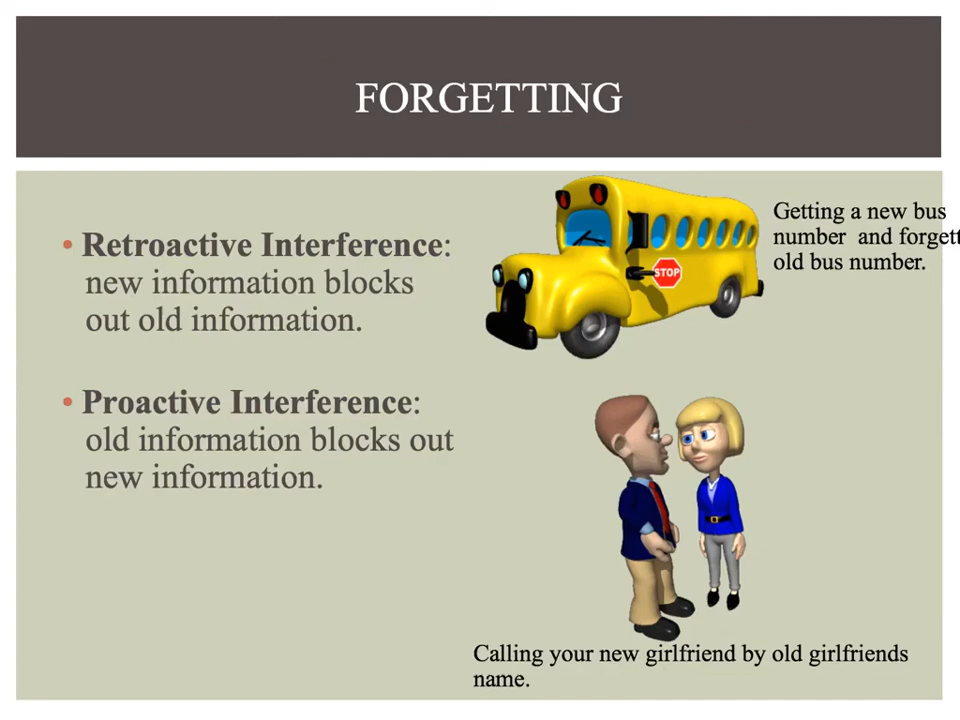 FORGETTING
• Retroactive Interference:
new information blocks
out old information.
• Proactive Interference:
old information blocks out
new information.
Getting a new bus
number and forgett
old bus number.
STOP
Calling your new girlfriend by old girlfriends
name.